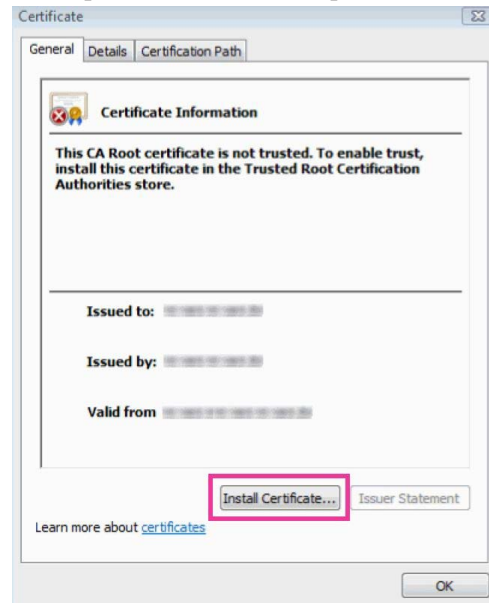 Certificate
General Details Certification Path
Certificate Information
This CA Root certificate is not trusted. To enable trust,
install this certificate in the Trusted Root Certification
Authorities store.
Issued to:
Issued by:
Valid from
Install Certificate... Issuer Statement
Learn more about certificates
OK